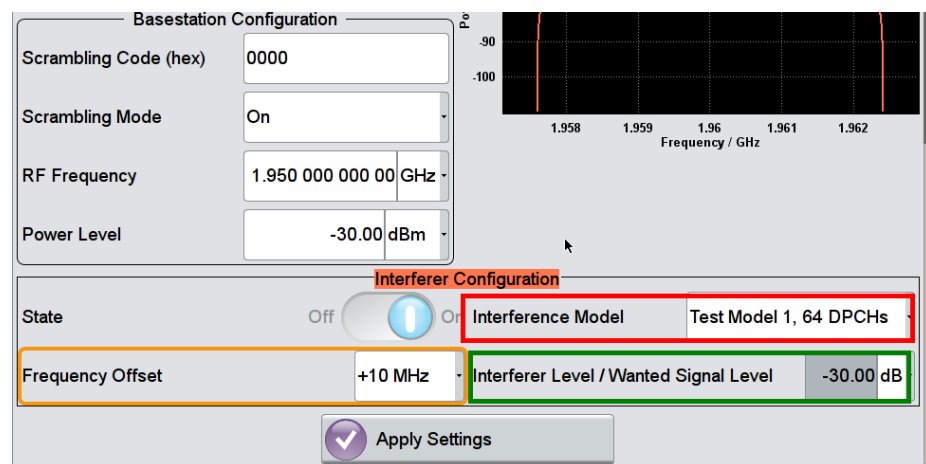 Basestation Configuration
Scrambling Code (hex) 0000
Scrambling Mode On
RF Frequency 1.950 000 000 00 GHz
Power Level -30.00 dBm
-90
-100
1.958 1.959 1.96 1.961 1.962
Frequency / GHz
Interferer Configuration
State Off On Interference Model Test Model 1, 64 DPCHs
Frequency Offset +10 MHz Interferer Level / Wanted Signal Level -30.00 dB
Apply Settings